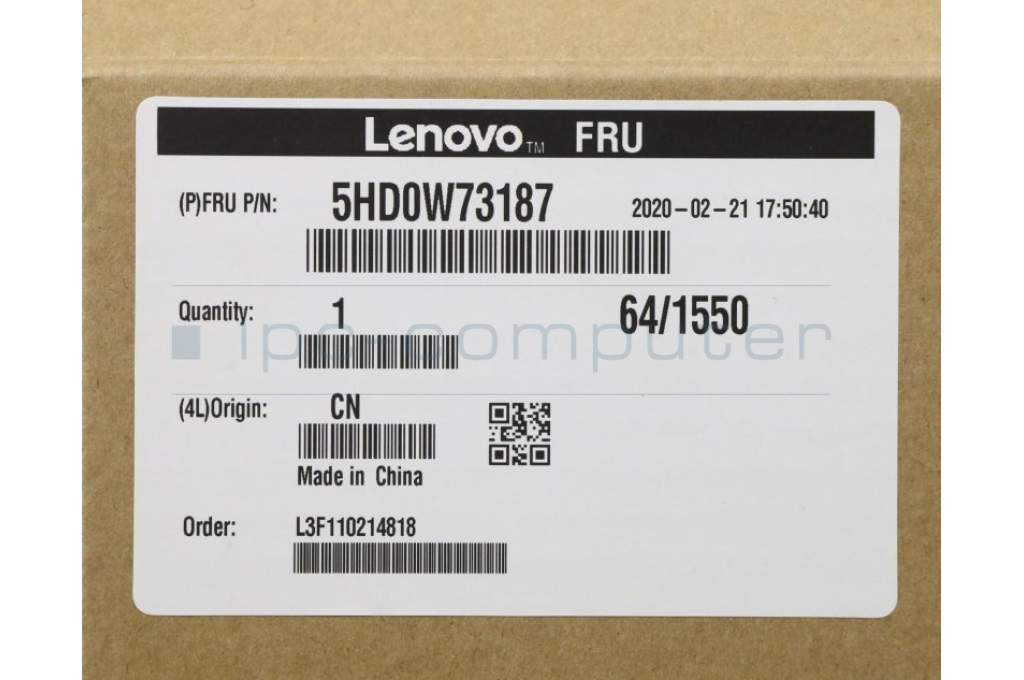 Lenovo™ FRU
(P)FRU P/N: 5HD0W73187 2020-02-21 17:50:40
Quantity: 1 64/1550
ipc-computer
(4L)Origin: CN
Made in China
Order: L3F110214818